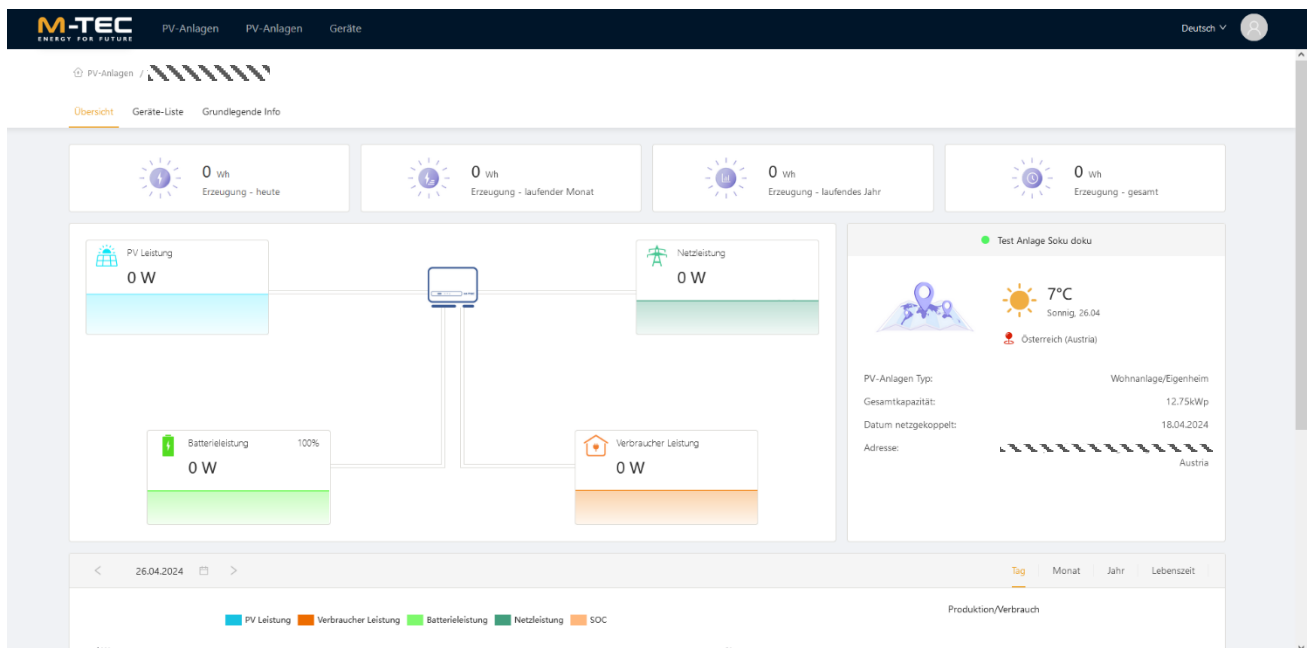 M-TEC
ENERGY FOR FUTURE
PV-Anlagen PV-Anlagen Geräte
Deutsch
PV-Anlagen /
Übersicht Geräte-Liste Grundlegende Info
0 Wh
Erzeugung - heute
0 Wh
Erzeugung - laufender Monat
0 Wh
Erzeugung - laufendes Jahr
0 Wh
Erzeugung - gesamt
PV Leistung
0 W
Netzleistung
0 W
Batterieleistung 100%
0 W
Verbraucher Leistung
0 W
Test Anlage Soku doku
7°C
Sonnig, 26.04
Österreich (Austria)
PV-Anlagen Typ: Wohnanlage/Eigenheim
Gesamtkapazität: 12.75kWp
Datum netzgekoppelt: 18.04.2024
Adresse:
Austria
26.04.2024
Tag Monat Jahr Lebenszeit
PV Leistung Verbraucher Leistung Batterieleistung Netzleistung SOC
Produktion/Verbrauch